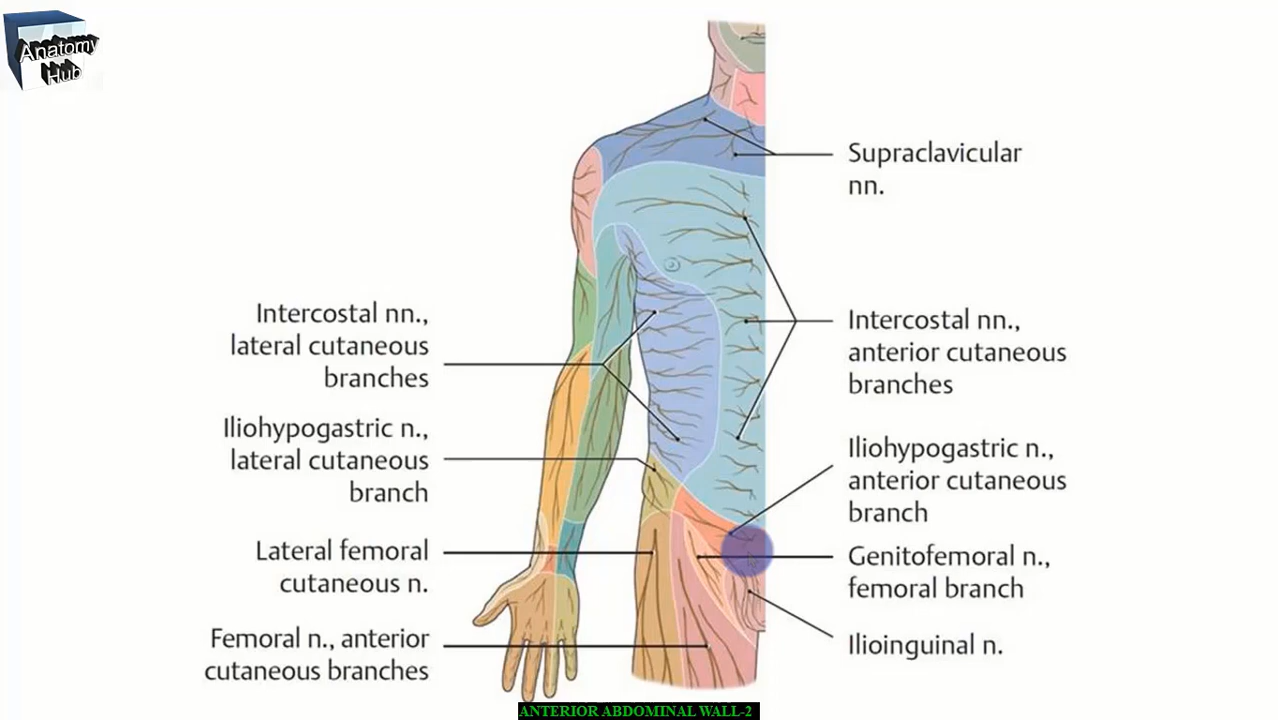 Anatomy
Hub
Supraclavicular
nn.
Intercostal nn.,
lateral cutaneous
branches
Intercostal nn.,
anterior cutaneous
branches
Iliohypogastric n.,
lateral cutaneous
branch
Iliohypogastric n.,
anterior cutaneous
branch
Lateral femoral
cutaneous n.
Genitofemoral n.,
femoral branch
Femoral n., anterior
cutaneous branches
Ilioinguinal n.
ANTERIOR ABDOMINAL WALL-2